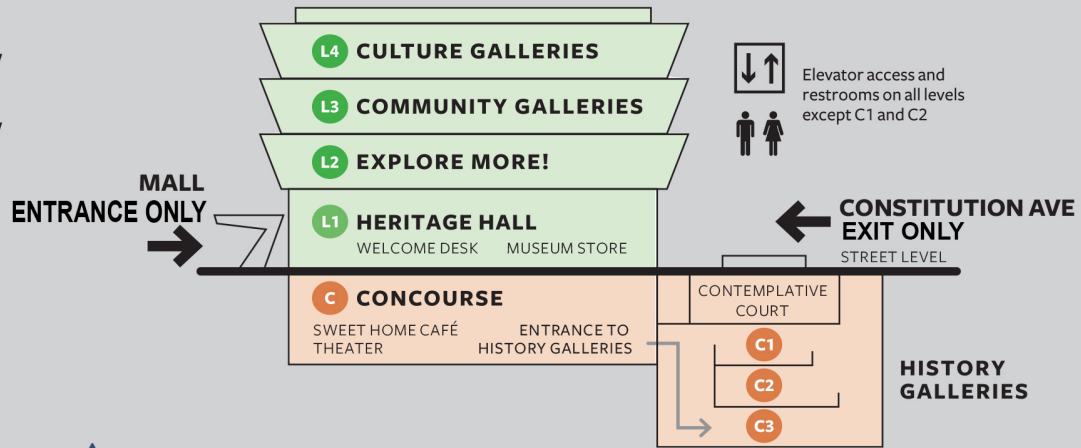 L4 CULTURE GALLERIES
L3 COMMUNITY GALLERIES
L2 EXPLORE MORE!
L1 HERITAGE HALL
WELCOME DESK MUSEUM STORE
Elevator access and
restrooms on all levels
except C1 and C2
MALL
ENTRANCE ONLY
CONSTITUTION AVE
EXIT ONLY
STREET LEVEL
C CONCOURSE
SWEET HOME CAFÉ
THEATER
ENTRANCE TO
HISTORY GALLERIES
CONTEMPLATIVE
COURT
C1
C2
C3
HISTORY
GALLERIES